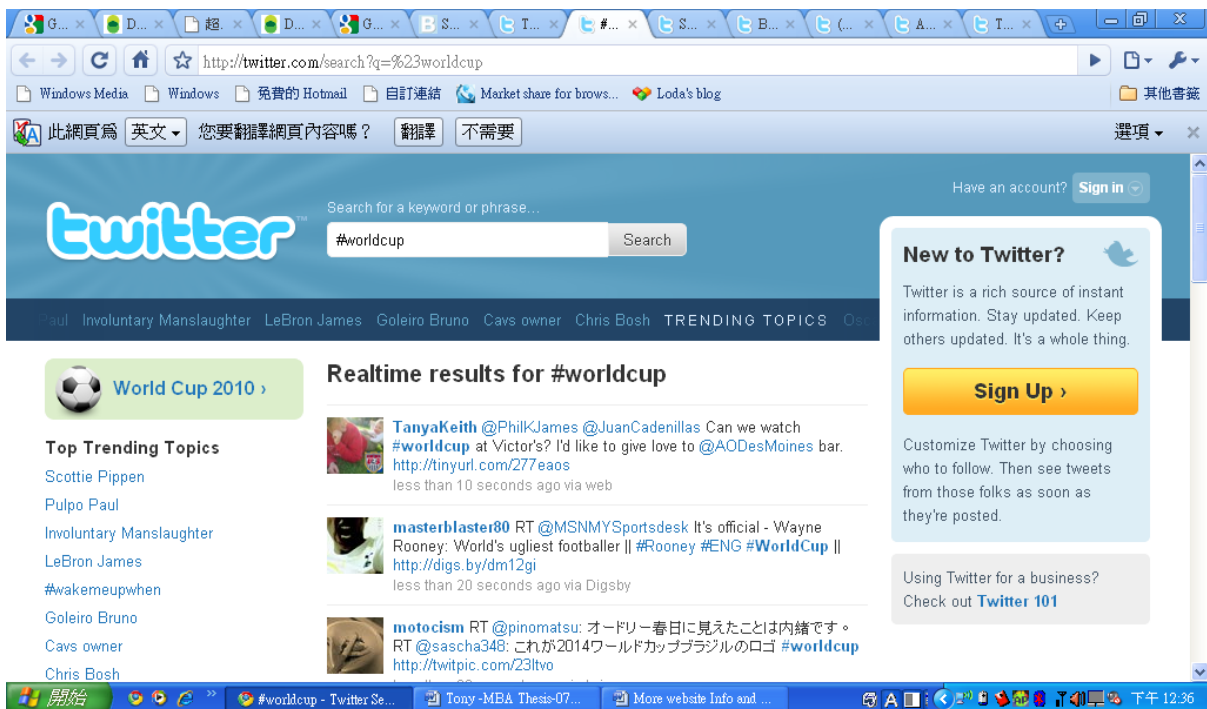 G... D... 超. D... G... S... T... #... S... B... (... A... T...
http://twitter.com/search?q=%23worldcup
Windows Media Windows 免費的 Hotmail 自訂連結 Market share for brows... Loda's blog 其他書籤
此網頁為 英文 您要翻譯網頁內容嗎？ 翻譯 不需要 選項
Have an account? Sign in
twitter™
Search for a keyword or phrase...
#worldcup Search
Paul Involuntary Manslaughter LeBron James Goleiro Bruno Cavs owner Chris Bosh TRENDING TOPICS
New to Twitter?
Twitter is a rich source of instant
information. Stay updated. Keep
others updated. It's a whole thing.
Sign Up ›
Customize Twitter by choosing
who to follow. Then see tweets
from those folks as soon as
they're posted.
Using Twitter for a business?
Check out Twitter 101
World Cup 2010 ›
Top Trending Topics
Scottie Pippen
Pulpo Paul
Involuntary Manslaughter
LeBron James
#wakemeupwhen
Goleiro Bruno
Cavs owner
Chris Bosh
Realtime results for #worldcup
TanyaKeith @PhilKJames @JuanCadenillas Can we watch
#worldcup at Victor's? I'd like to give love to @AODesMoines bar.
http://tinyurl.com/277eaos
less than 10 seconds ago via web
masterblaster80 RT @MSNMYSportsdesk It's official - Wayne
Rooney: World's ugliest footballer || #Rooney #ENG #WorldCup ||
http://digs.by/dm12gi
less than 20 seconds ago via Digsby
motocism RT @pinomatsu: オードリー春日に見えたことは内緒です。
RT @sascha348: これが2014ワールドカップブラジルのロゴ #worldcup
http://twitpic.com/23ltvo
開始 #worldcup - Twitter Se... Tony -MBA Thesis-07... More website Info and ... A 下午 12:36